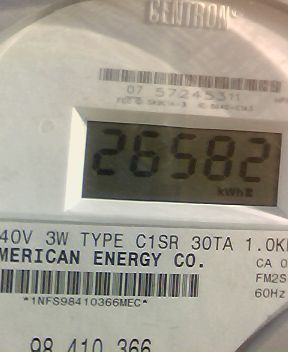 CENTRON®
07 57245311
26582
kWh
40V 3W TYPE C1SR 30TA 1.0K
MERICAN ENERGY CO.
CA 0
FM2S
60Hz
*1NFS98410366MEC*
98 410 366